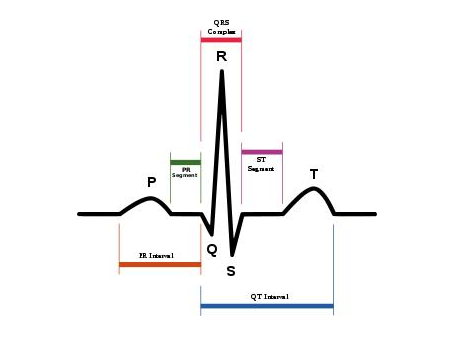 QRS
Complex
R
ST
Segment
PR
Segment
P
T
Q
S
PR Interval
QT Interval